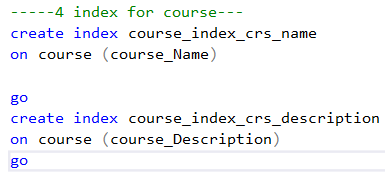 -----4 index for course---
create index course_index_crs_name
on course (course_Name)
go
create index course_index_crs_description
on course (course_Description)
go